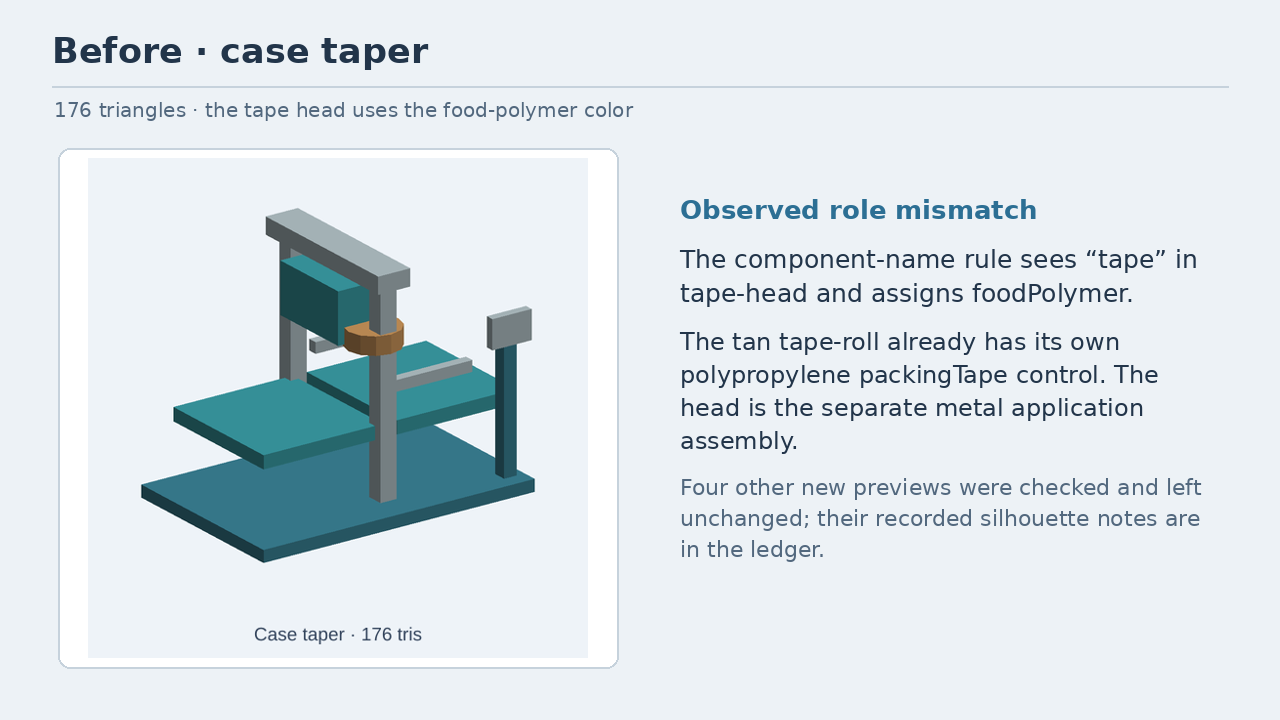 Before · case taper
176 triangles · the tape head uses the food-polymer color
Case taper · 176 tris
Observed role mismatch
The component-name rule sees “tape” in
tape-head and assigns foodPolymer.
The tan tape-roll already has its own
polypropylene packingTape control. The
head is the separate metal application
assembly.
Four other new previews were checked and left
unchanged; their recorded silhouette notes are
in the ledger.